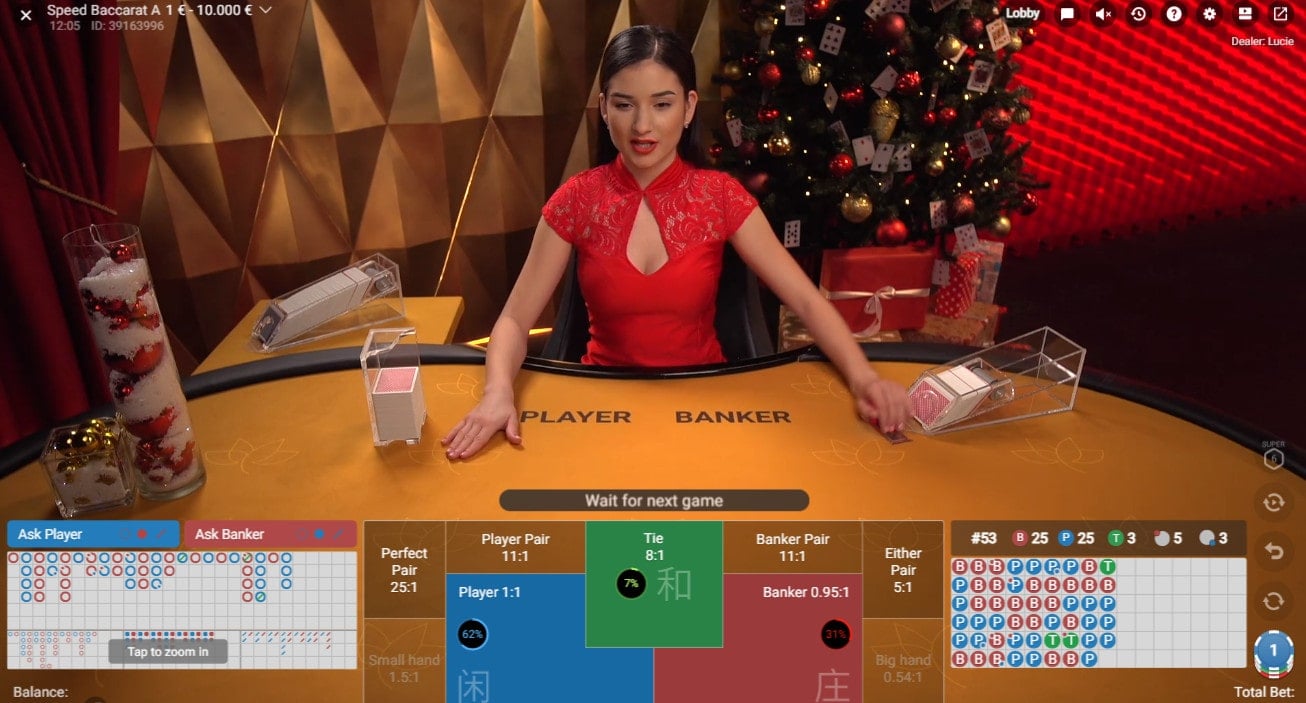 Speed Baccarat A 1 € - 10.000 €
12:05 ID: 39163996
Lobby
Dealer: Lucie
PLAYER BANKER
SUPER
6
Wait for next game
Ask Player
Ask Banker
Tap to zoom in
Balance:
Perfect
Pair
25:1
Player Pair
11:1
Tie
8:1
7%
和
Banker Pair
11:1
Either
Pair
5:1
Player 1:1
62%
闲
Banker 0.95:1
31%
庄
Small hand
1.5:1
Big hand
0.54:1
#53 B 25 P 25 T 3 5 3
B B B P P P P B T
P B B P B B B B B
P B B B B B P P P
P B B P B P B P P
P P B P P T T P P
B B B P P B B P
1
Total Bet: